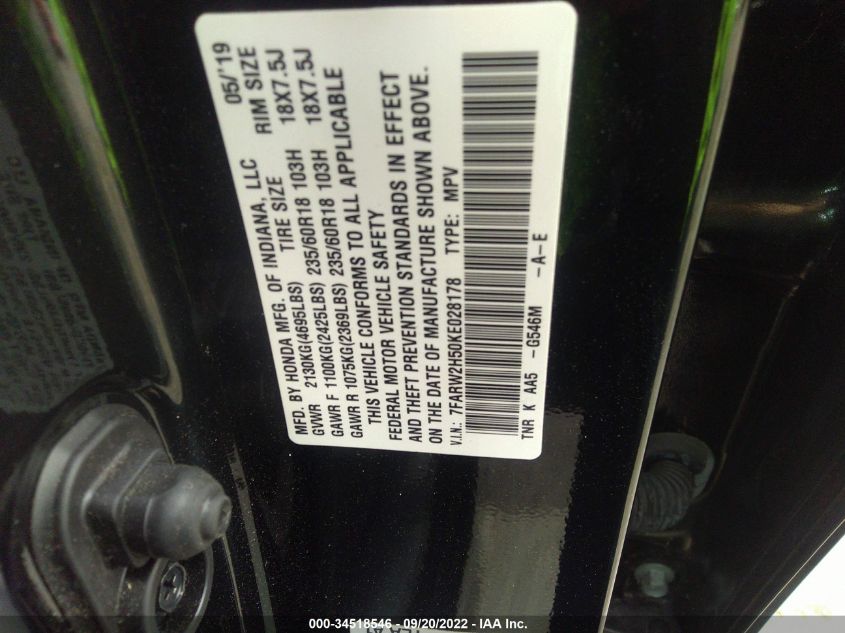 MFD. BY HONDA MFG. OF INDIANA, LLC 05/'19
GVWR 2130KG(4695LBS) TIRE SIZE RIM SIZE
GAWR F 1100KG(2425LBS) 235/60R18 103H 18X7.5J
GAWR R 1075KG(2369LBS) 235/60R18 103H 18X7.5J
THIS VEHICLE CONFORMS TO ALL APPLICABLE
FEDERAL MOTOR VEHICLE SAFETY
AND THEFT PREVENTION STANDARDS IN EFFECT
ON THE DATE OF MANUFACTURE SHOWN ABOVE.
V.I.N.: 7FARW2H50KE028178 TYPE: MPV
TNR K AA5 -G546M -A-E
000-34518546 - 09/20/2022 - IAA Inc.